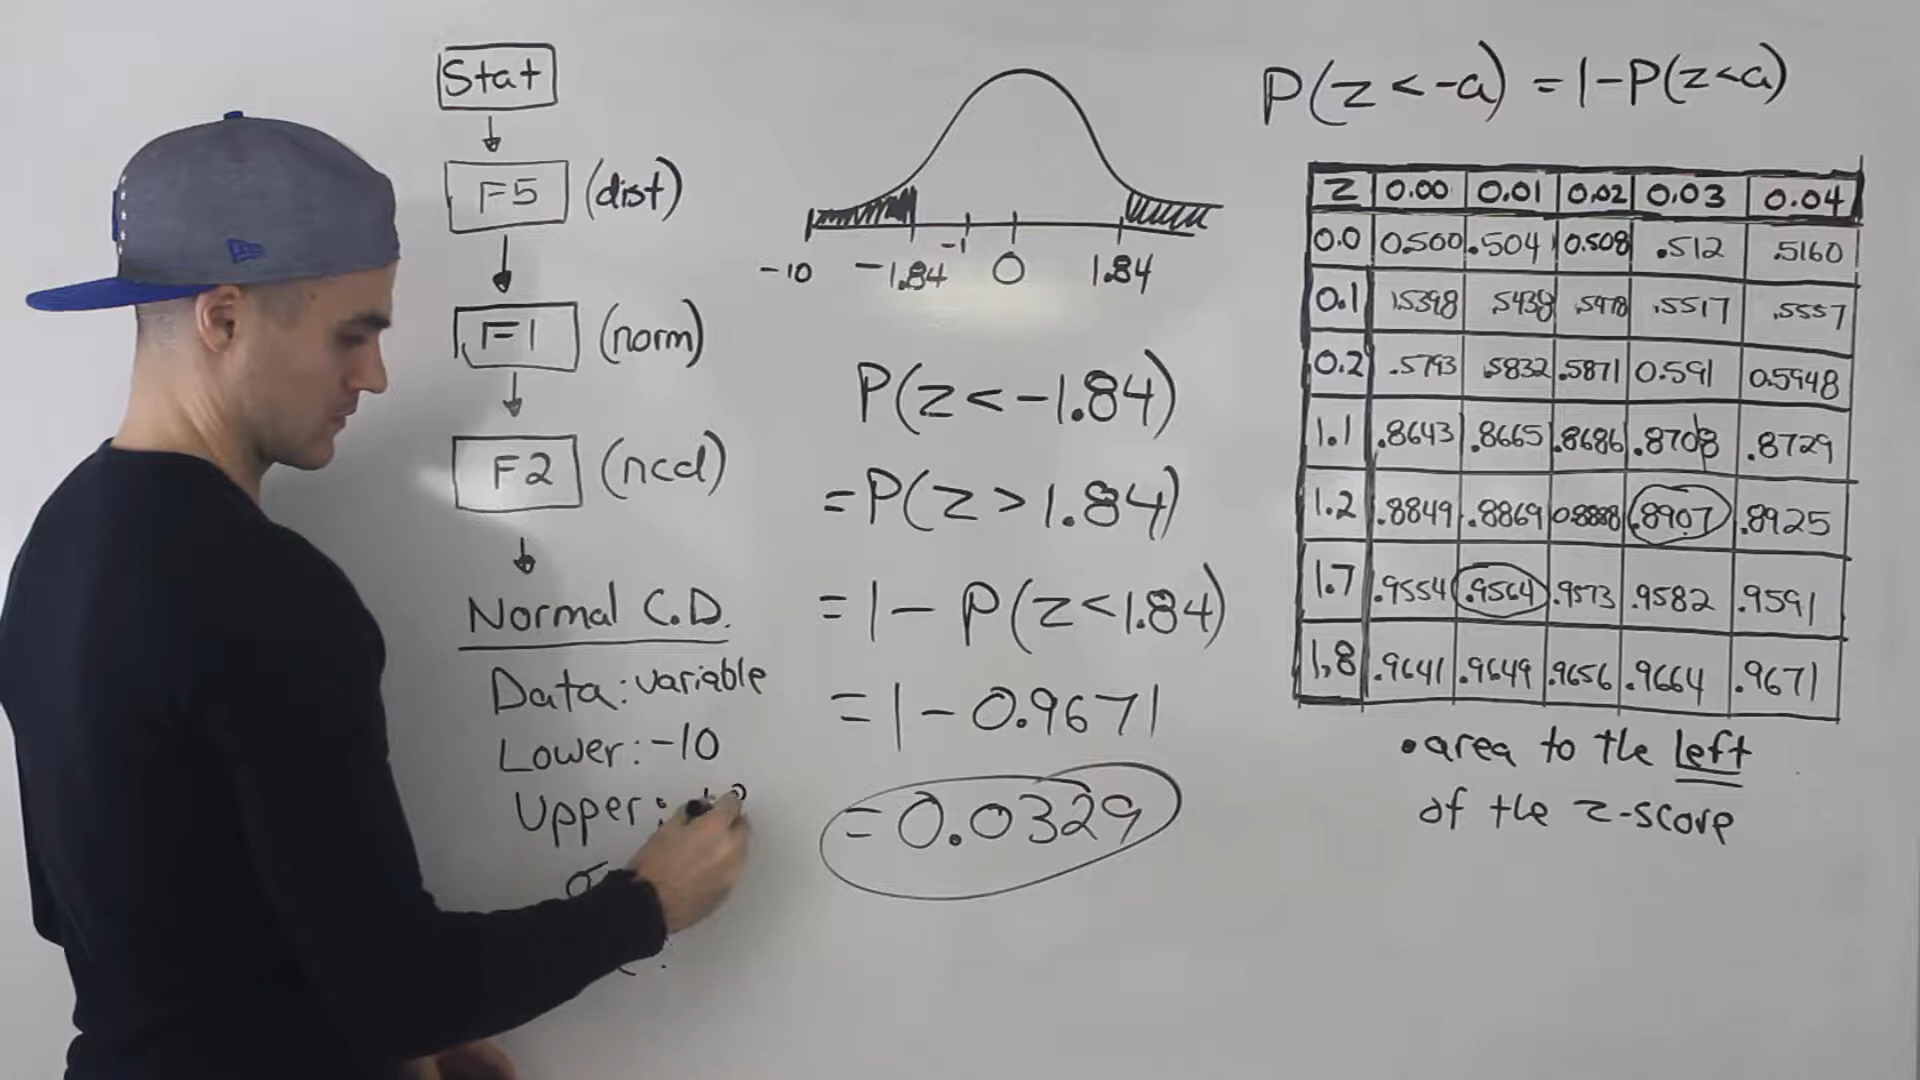 Stat
F5 (dist)
F1 (norm)
F2 (ncd)
Normal C.D.
Data: variable
Lower: -10
Upper:
σ
-10 -1.84 -1 0 1.84
P(z<-1.84)
=P(z>1.84)
=1-P(z<1.84)
=1-0.9671
=0.0329
P(z<-a)=1-P(z<a)
z 0.00 0.01 0.02 0.03 0.04
0.0 0.500 .504 0.508 .512 .5160
0.1 .5398 .5438 .5478 .5517 .5557
0.2 .5793 .5832 .5871 0.591 0.5948
1.1 .8643 .8665 .8686 .8708 .8729
1.2 .8849 .8869 0.8888 .8907 .8925
1.7 .9554 .9564 .9573 .9582 .9591
1.8 .9641 .9649 .9656 .9664 .9671
•area to the left
of the z-score